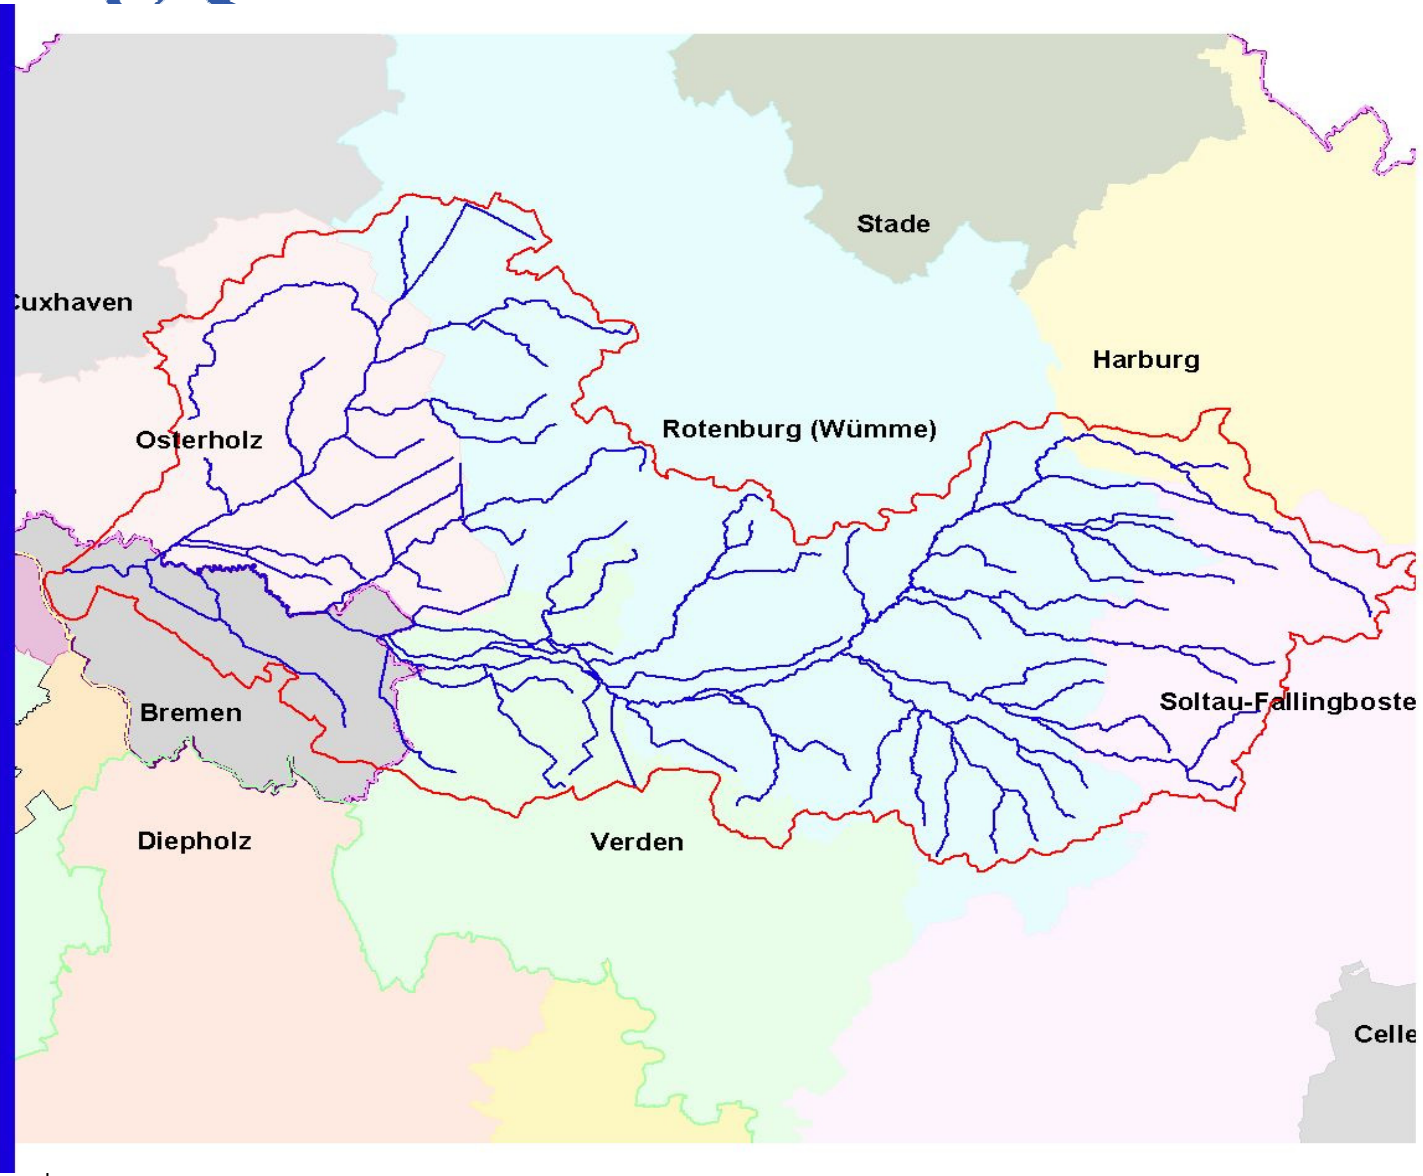 Stade
Cuxhaven
Harburg
Rotenburg (Wümme)
Osterholz
Soltau-Fallingboste
Bremen
Diepholz
Verden
Celle